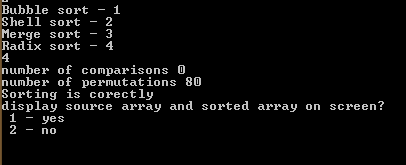 Bubble sort - 1
Shell sort - 2
Merge sort - 3
Radix sort - 4
4
number of comparisons 0
number of permutations 80
Sorting is corectly
display source array and sorted array on screen?
1 - yes
2 - no